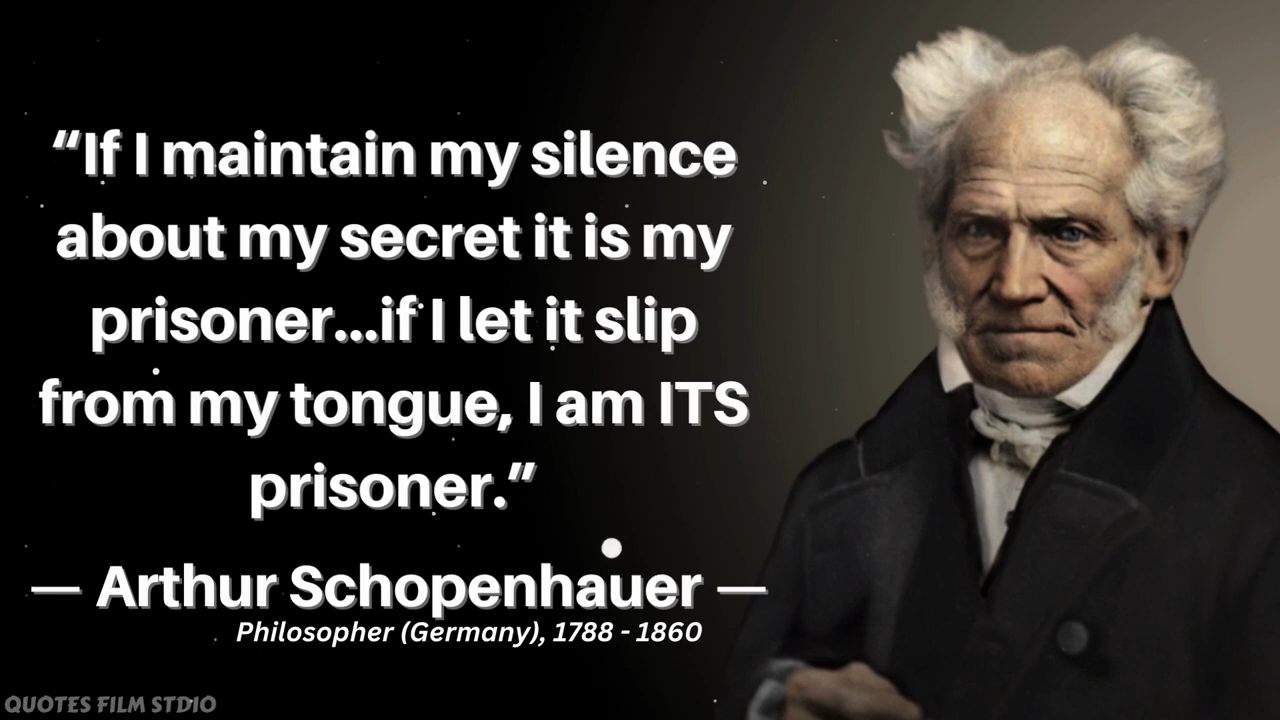 “If I maintain my silence
about my secret it is my
prisoner...if I let it slip
from my tongue, I am ITS
prisoner.”
— Arthur Schopenhauer —
Philosopher (Germany), 1788 - 1860
QUOTES FILM STDIO